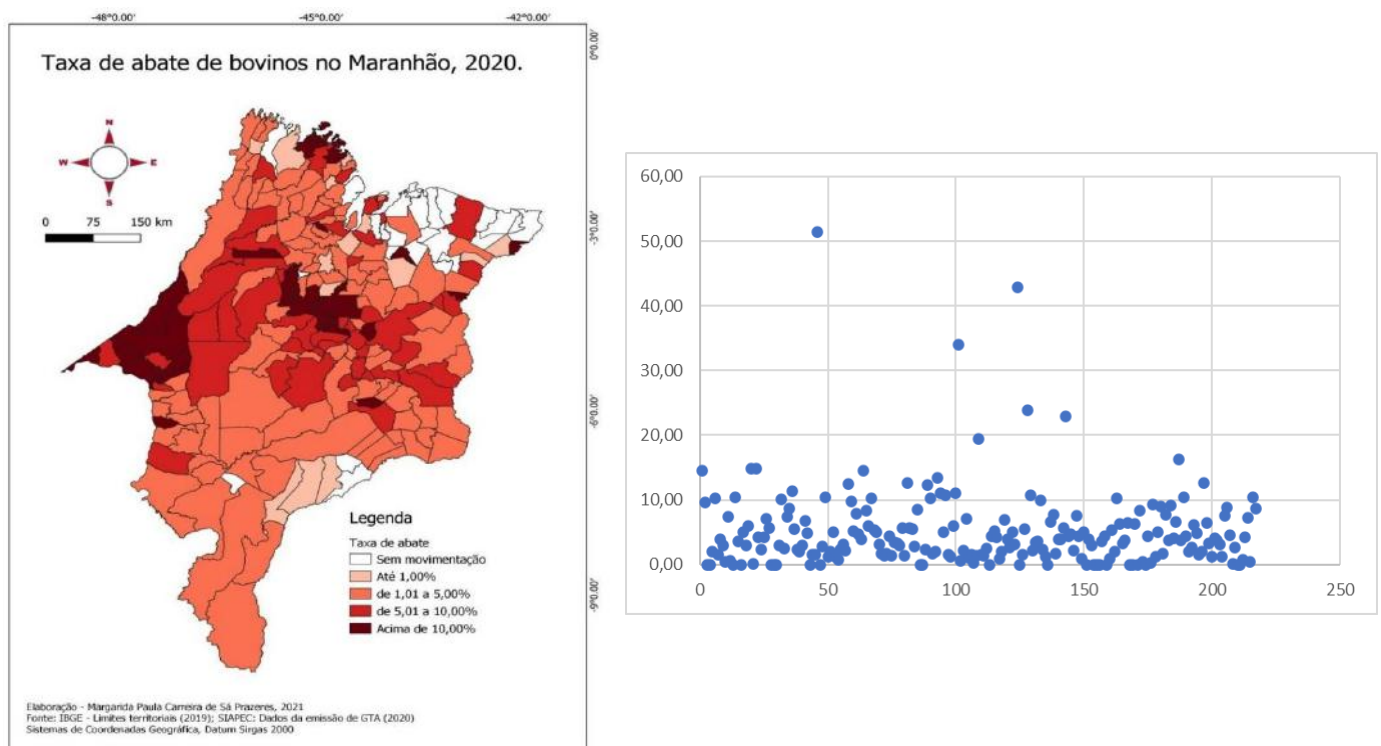 -48°0.00'
-45°0.00'
-42°0.00'
0°0.00'
Taxa de abate de bovinos no Maranhão, 2020.
N
W
E
S
0 75 150 km
-3°0.00'
-6°0.00'
-9°0.00'
Legenda
Taxa de abate
Sem movimentação
Até 1,00%
de 1,01 a 5,00%
de 5,01 a 10,00%
Acima de 10,00%
Elaboração - Margarida Paula Carreira de Sá Prazeres, 2021
Fonte: IBGE - Limites territoriais (2019); SIAPEC: Dados da emissão de GTA (2020)
Sistemas de Coordenadas Geográfica, Datum Sirgas 2000
60,00
50,00
40,00
30,00
20,00
10,00
0,00
0 50 100 150 200 250